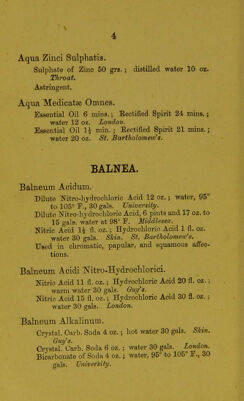 4
Aqua Zinci Sulphatis.
Sulphate of Zinc 50 grs. ; distilled water 10 oz.
Throat.
Astringent.
Aqua Medicatæ Omnes.
Essential Oil 6 mins. ; Rectified Spirit 24 mins. ;
water 12 oz. London.
Essential Oil 1½ min. ; Rectified Spirit 21 mins. ;
water 20 oz. St. Bartholomew's.
BALNEA.
Balneum Acidum.
Dilute Nitro-hydrochloric Acid 12 oz. ; water, 95°
to 105° F., 30 gals. University.
Dilute Nitro-hydrochloric Acid, 6 pints and 17 oz. to
15 gals. water at 98° F. Middlesex.
Nitric Acid 1½ fl. oz. ; Hydrochloric Acid 1 fl. oz.
water 30 gals. Skin. St. Bartholomew's.
Used in chromatic, papular, and squamous affec-
tions.
Balneum Acidi Nitro-Hydrochlorici.
Nitric Acid 11 fl. oz. ; Hydrochloric Acid 20 fl. oz. ;
warm water 30 gals. Guy's.
Nitric Acid 15 fl. oz. ; Hydrochloric Acid 30 fl. oz. ;
water 30 gals. London.
Balneum Alkalinum.
Crystal. Carb. Soda 4 oz. ; hot water 30 gals. Skin.
Guy's.
Crystal. Carb. Soda 6 oz. ; water 30 gals. London.
Bicarbonate of Soda 4 oz. ; water, 95° to 105° F., 30
gals. University.